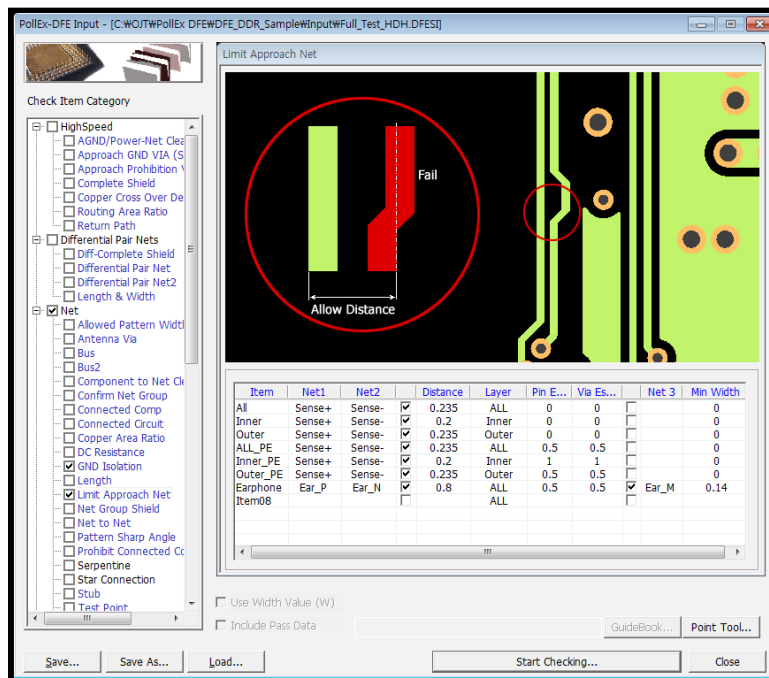 PollEx-DFE Input - [C:₩OJT₩PollEx DFE₩DFE_DDR_Sample₩Input₩Full_Test_HDH.DFESI]
Check Item Category
HighSpeed
AGND/Power-Net Clea
Approach GND VIA (S
Approach Prohibition V
Complete Shield
Copper Cross Over De
Routing Area Ratio
Return Path
Differential Pair Nets
Diff-Complete Shield
Differential Pair Net
Differential Pair Net2
Length & Width
Net
Allowed Pattern Width
Antenna Via
Bus
Bus2
Component to Net Cle
Confirm Net Group
Connected Comp
Connected Circuit
Copper Area Ratio
DC Resistance
GND Isolation
Length
Limit Approach Net
Net Group Shield
Net to Net
Pattern Sharp Angle
Prohibit Connected Cc
Serpentine
Star Connection
Stub
Test Point
Limit Approach Net
Fail
Allow Distance
Item Net1 Net2 Distance Layer Pin E... Via Es... Net 3 Min Width
All Sense+ Sense- 0.235 ALL 0 0 0
Inner Sense+ Sense- 0.2 Inner 0 0 0
Outer Sense+ Sense- 0.235 Outer 0 0 0
ALL_PE Sense+ Sense- 0.235 ALL 0.5 0.5 0
Inner_PE Sense+ Sense- 0.2 Inner 1 1 0
Outer_PE Sense+ Sense- 0.235 Outer 0.5 0.5 0
Earphone Ear_P Ear_N 0.8 ALL 0.5 0.5 Ear_M 0.14
Item08 ALL
Use Width Value (W)
Include Pass Data
GuideBook... Point Tool...
Save... Save As... Load... Start Checking... Close